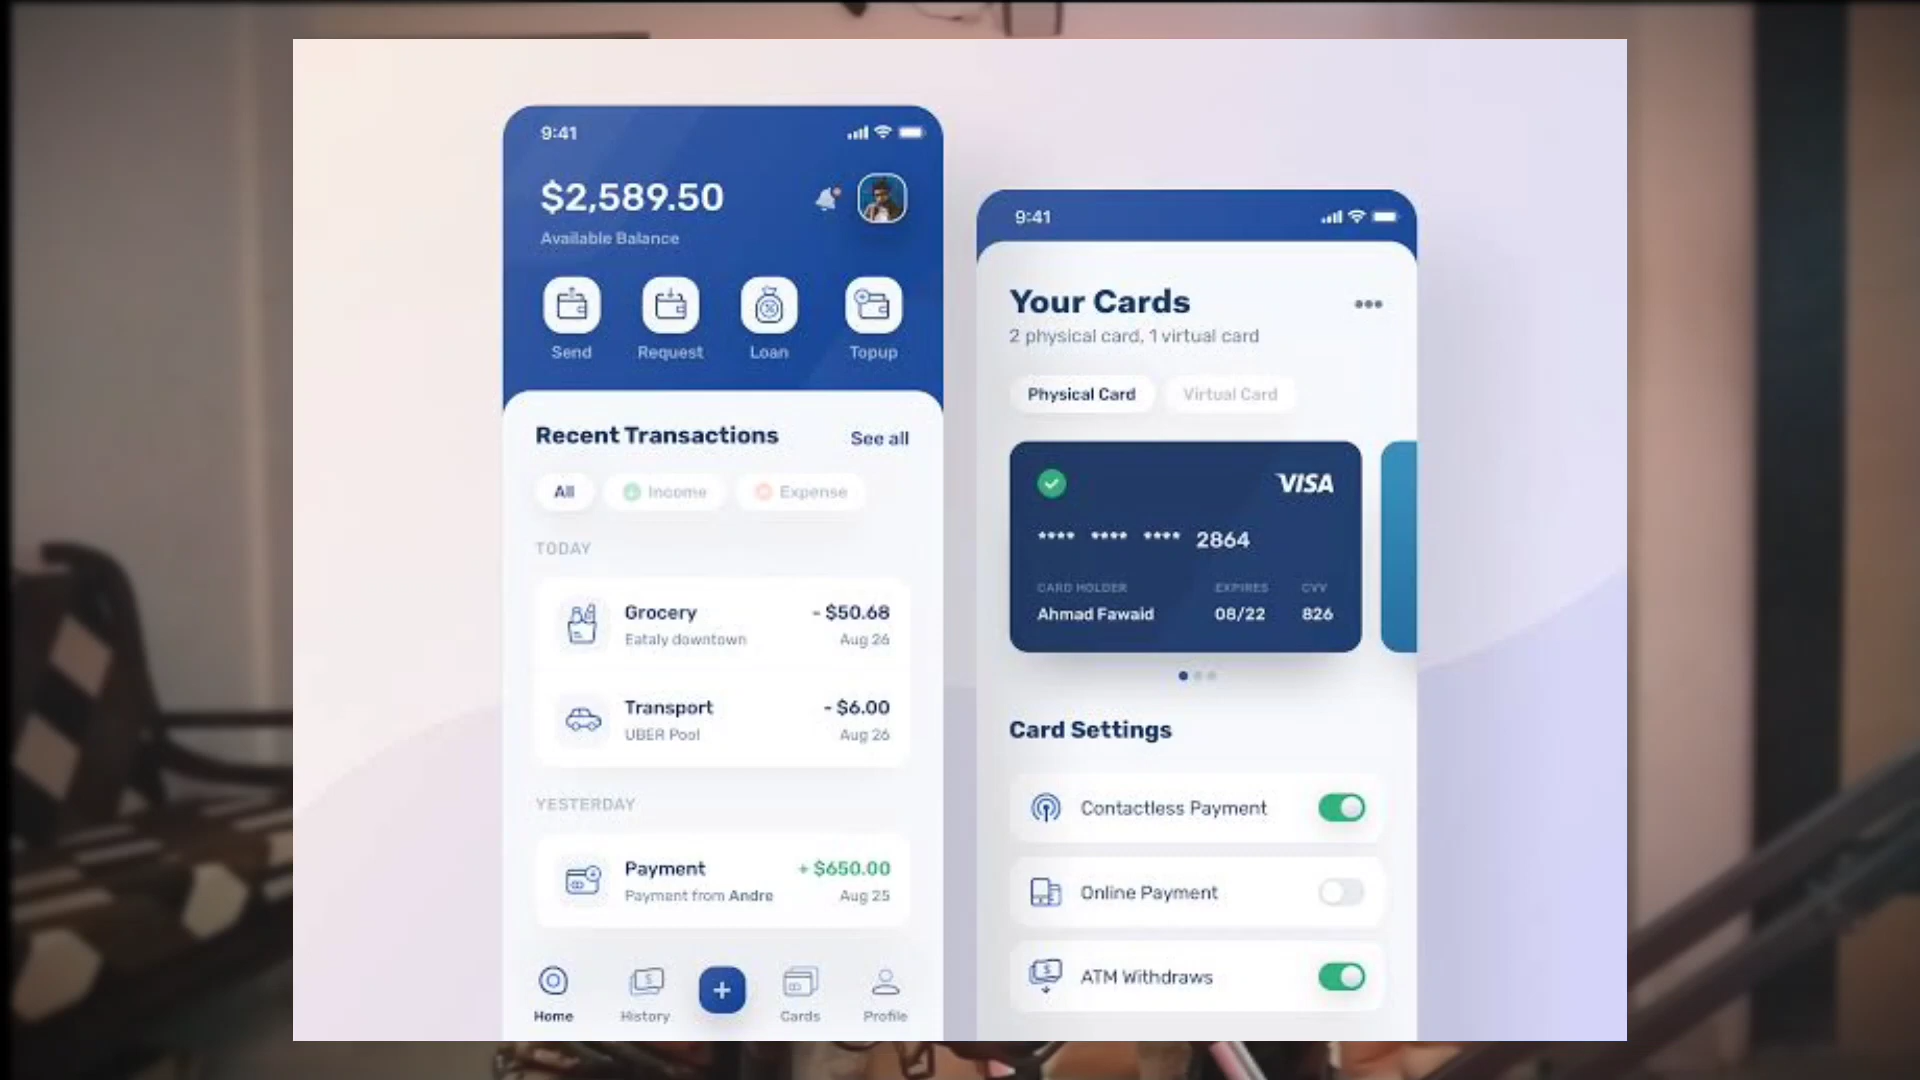 9:41
$2,589.50
Available Balance
Send Request Loan Topup
Recent Transactions See all
All Income Expense
TODAY
Grocery - $50.68
Eataly downtown Aug 26
Transport - $6.00
UBER Pool Aug 26
YESTERDAY
Payment + $650.00
Payment from Andre Aug 25
Home History + Cards Profile
9:41
Your Cards
2 physical card, 1 virtual card
Physical Card Virtual Card
VISA
**** **** **** 2864
CARD HOLDER EXPIRES CVV
Ahmad Fawaid 08/22 826
Card Settings
Contactless Payment
Online Payment
ATM Withdraws